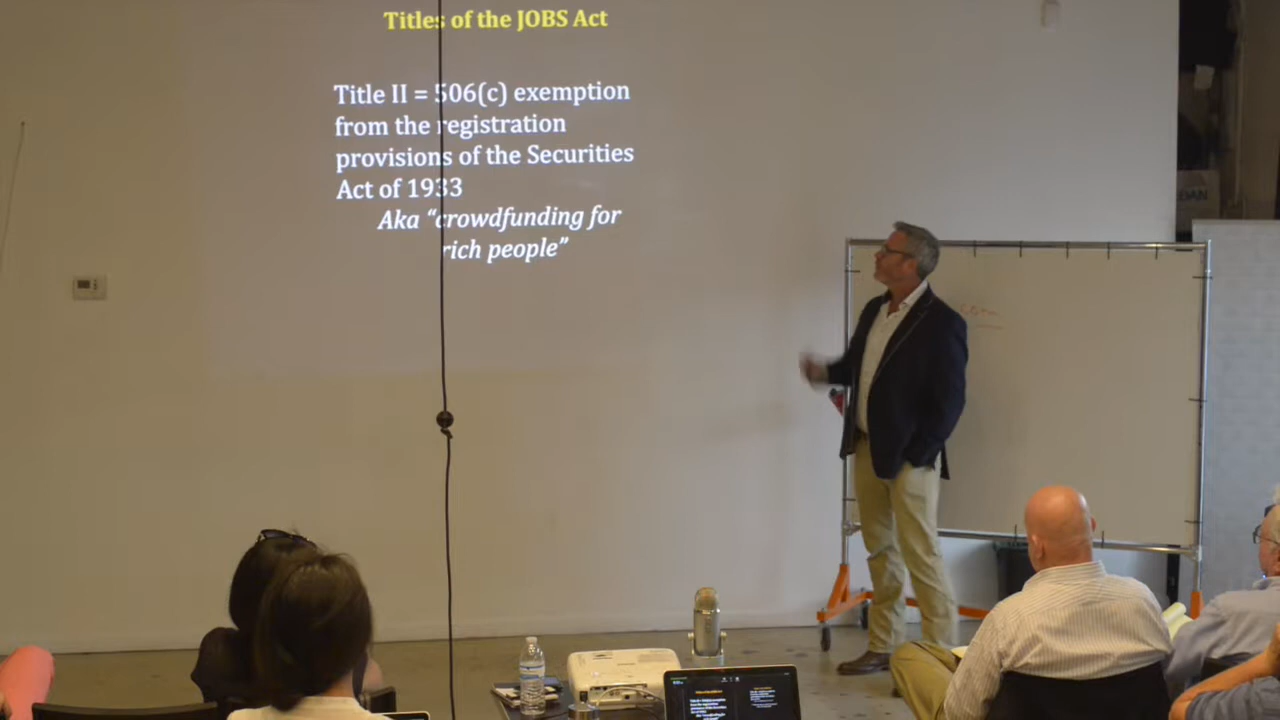 Titles of the JOBS Act
Title II = 506(c) exemption
from the registration
provisions of the Securities
Act of 1933
Aka “crowdfunding for
rich people”